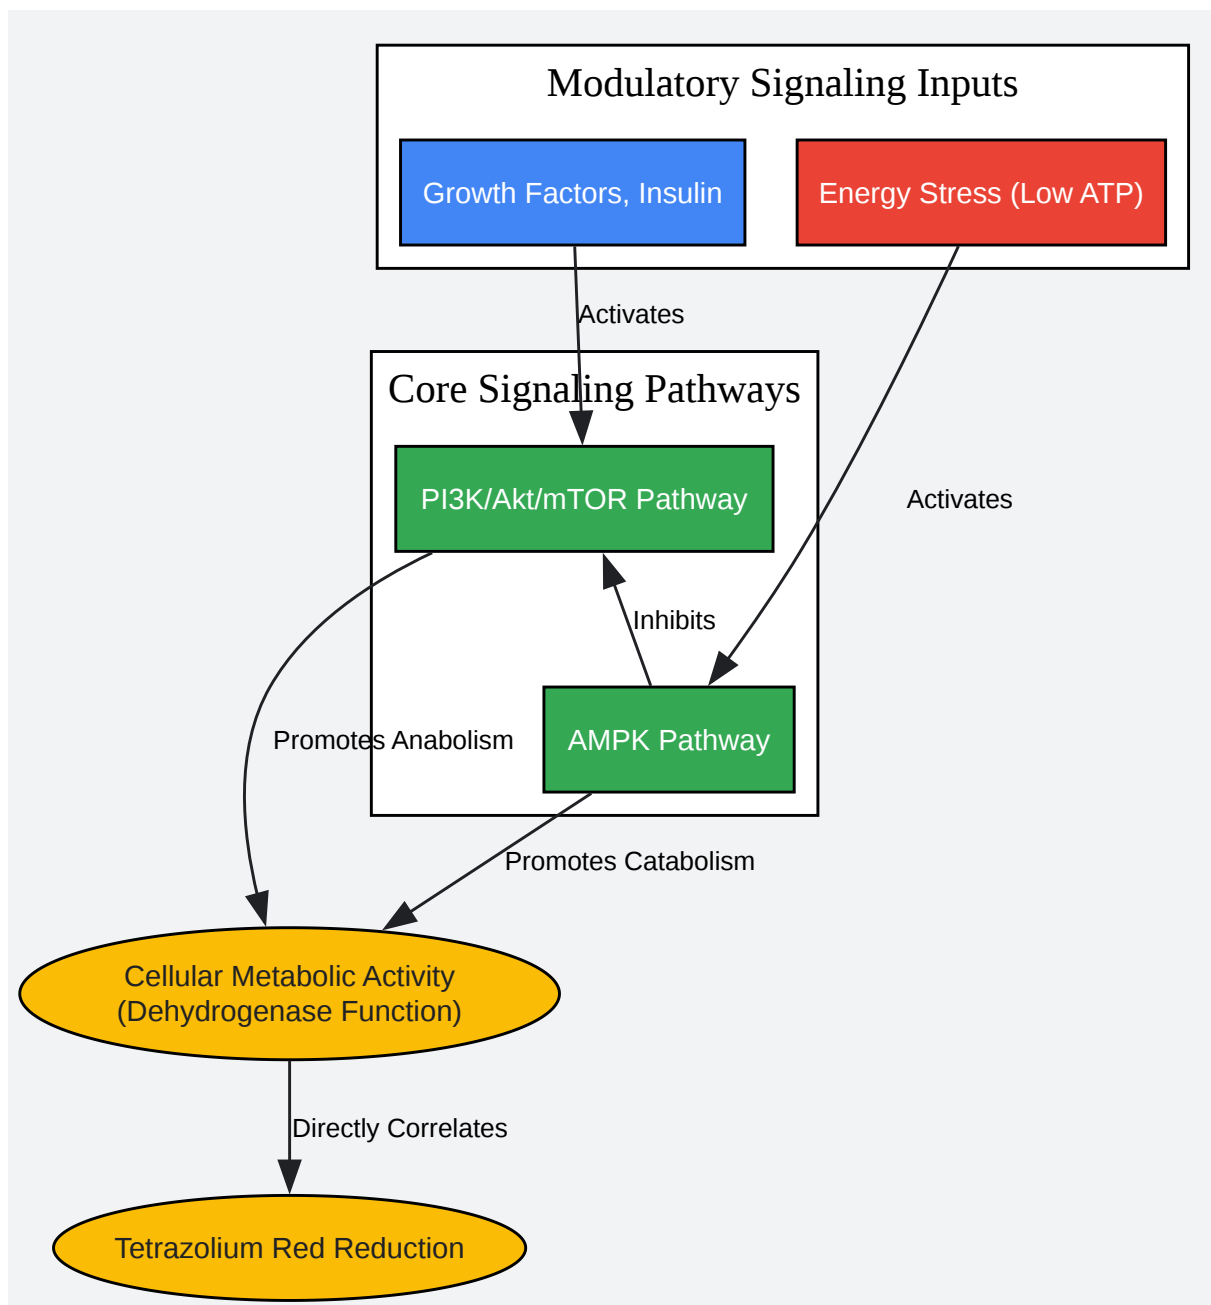 Modulatory Signaling Inputs
Growth Factors, Insulin
Energy Stress (Low ATP)
Activates
Core Signaling Pathways
PI3K/Akt/mTOR Pathway
Activates
Inhibits
Promotes Anabolism
AMPK Pathway
Promotes Catabolism
Cellular Metabolic Activity
(Dehydrogenase Function)
Directly Correlates
Tetrazolium Red Reduction